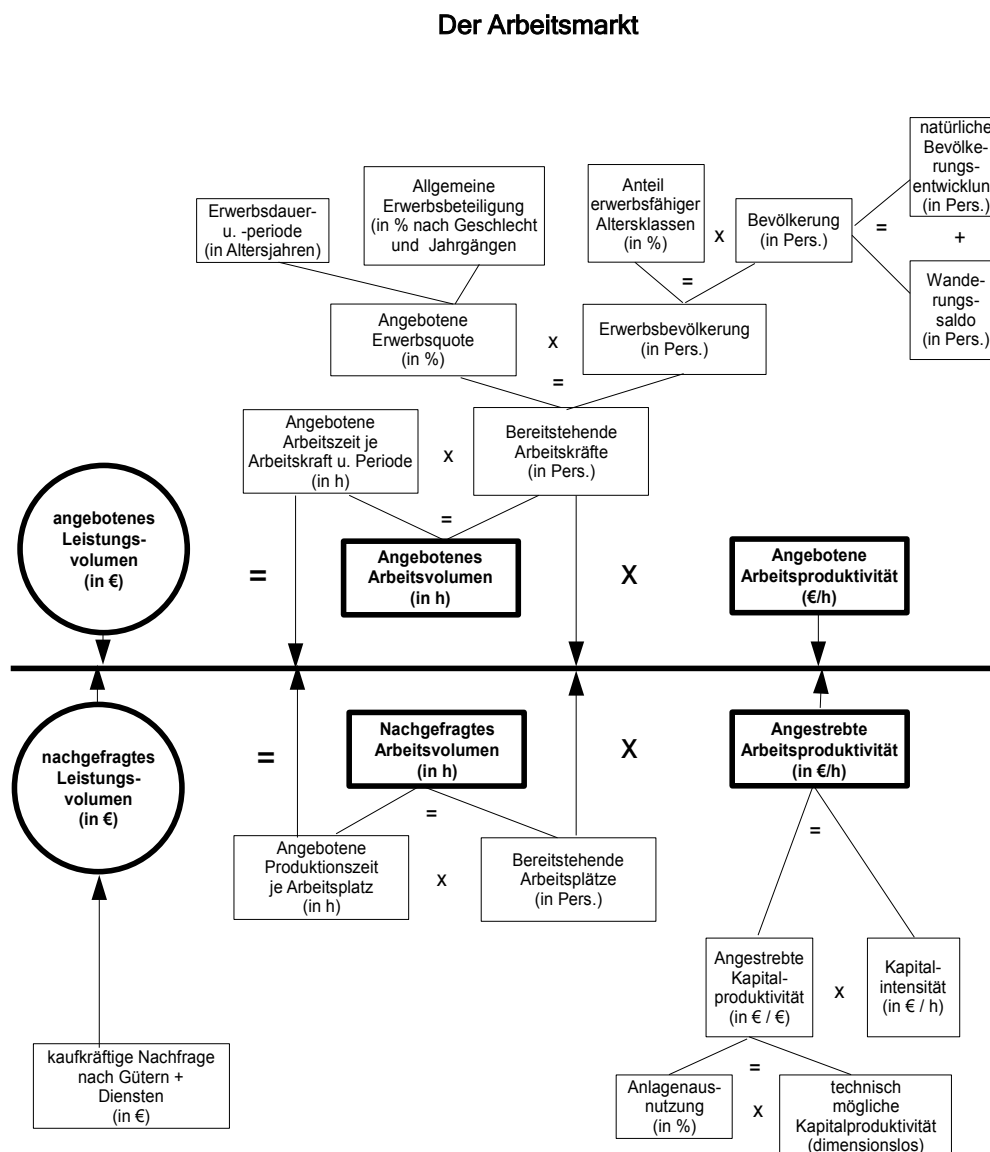 Der Arbeitsmarkt
natürliche
Bevölke-
rungs-
entwicklun
(in Pers.)
Allgemeine
Erwerbsbeteiligung
(in % nach Geschlecht
und Jahrgängen
Anteil
erwerbsfähiger
Altersklassen
(in %)
Erwerbsdauer-
u. -periode
(in Altersjahren)
x
Bevölkerung
(in Pers.)
=
+
=
Wande-
rungs-
saldo
(in Pers.)
Angebotene
Erwerbsquote
(in %)
x
Erwerbsbevölkerung
(in Pers.)
=
Angebotene
Arbeitszeit je
Arbeitskraft u. Periode
(in h)
x
Bereitstehende
Arbeitskräfte
(in Pers.)
=
angebotenes
Leistungs-
volumen
(in €)
=
Angebotenes
Arbeitsvolumen
(in h)
X
Angebotene
Arbeitsproduktivität
(€/h)
nachgefragtes
Leistungs-
volumen
(in €)
=
Nachgefragtes
Arbeitsvolumen
(in h)
X
Angestrebte
Arbeitsproduktivität
(in €/h)
=
=
Angebotene
Produktionszeit
je Arbeitsplatz
(in h)
x
Bereitstehende
Arbeitsplätze
(in Pers.)
Angestrebte
Kapital-
produktivität
(in € / €)
x
Kapital-
intensität
(in € / h)
kaufkräftige Nachfrage
nach Gütern +
Diensten
(in €)
=
Anlagenaus-
nutzung
(in %)
x
technisch
mögliche
Kapitalproduktivität
(dimensionslos)